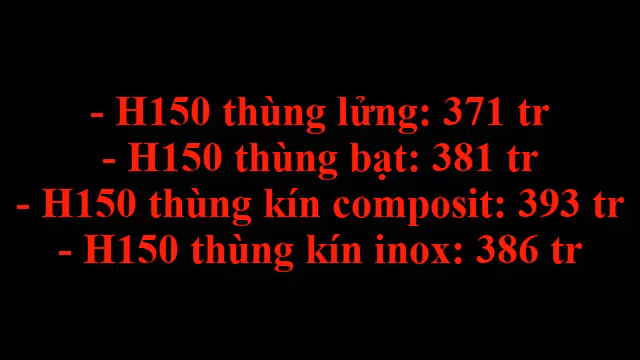 - H150 thùng lửng: 371 tr
- H150 thùng bạt: 381 tr
- H150 thùng kín composit: 393 tr
- H150 thùng kín inox: 386 tr